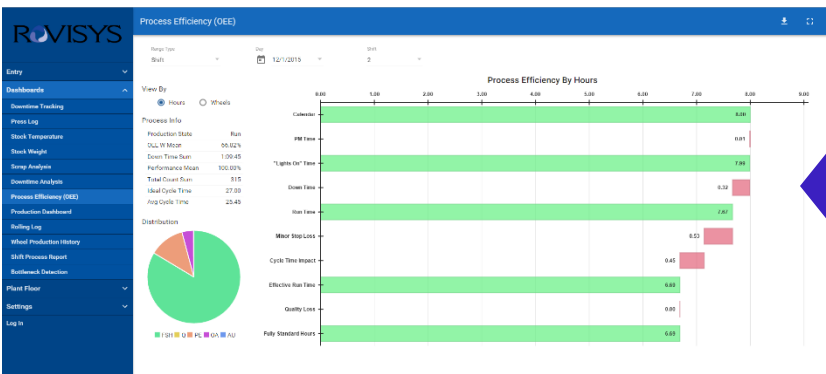 ROVISYS
Process Efficiency (OEE)
Entry
Dashboards
Downtime Tracking
Press Log
Stock Temperature
Stock Weight
Scrap Analysis
Downtime Analysis
Process Efficiency (OEE)
Production Dashboard
Rolling Log
Wheel Production History
Shift Process Report
Bottleneck Detection
Plant Floor
Settings
Log In
Range Type
Shift
Day
12/1/2015
Shift
2
View By
Hours
Wheels
Process Info
Production State Run
OEE W Mean 66.02%
Down Time Sum 1:09:45
Performance Mean 100.00%
Total Count Sum 315
Ideal Cycle Time 27.00
Avg Cycle Time 25.45
Distribution
PL
GA
AU
Process Efficiency By Hours
0.00 1.00 2.00 3.00 4.00 5.00 6.00 7.00 8.00 9.00
Calendar 8.00
PM Time 0.01
"Lights On" Time 7.99
Down Time 0.32
Run Time 7.67
Minor Stop Loss 0.53
Cycle Time Impact 0.45
Effective Run Time
Quality Loss 0.00
Fully Standard Hours